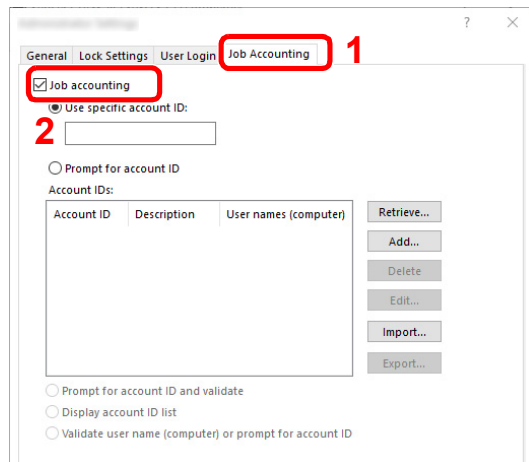 ?
General Lock Settings User Login Job Accounting 1
Job accounting
Use specific account ID:
2
Prompt for account ID
Account IDs:
Account ID Description User names (computer) Retrieve...
Add...
Delete
Edit...
Import...
Export...
Prompt for account ID and validate
Display account ID list
Validate user name (computer) or prompt for account ID